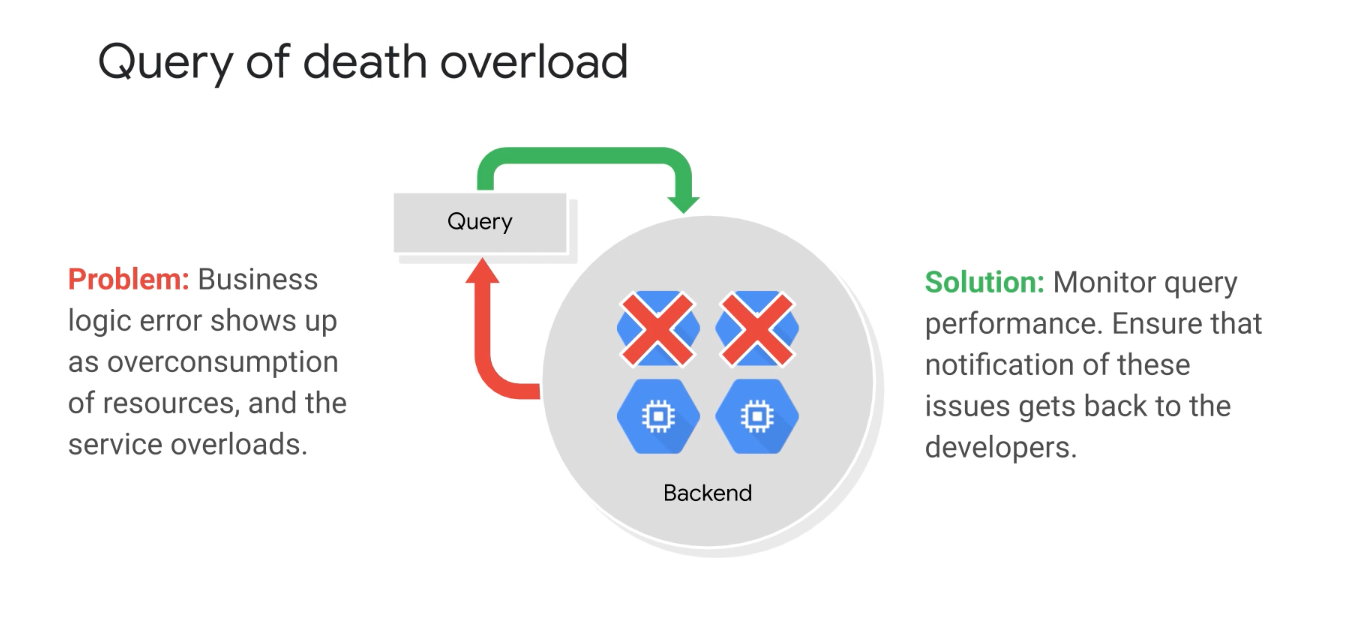 Query of death overload
Query
Problem: Business
logic error shows up
as overconsumption
of resources, and the
service overloads.
Backend
Solution: Monitor query
performance. Ensure that
notification of these
issues gets back to the
developers.